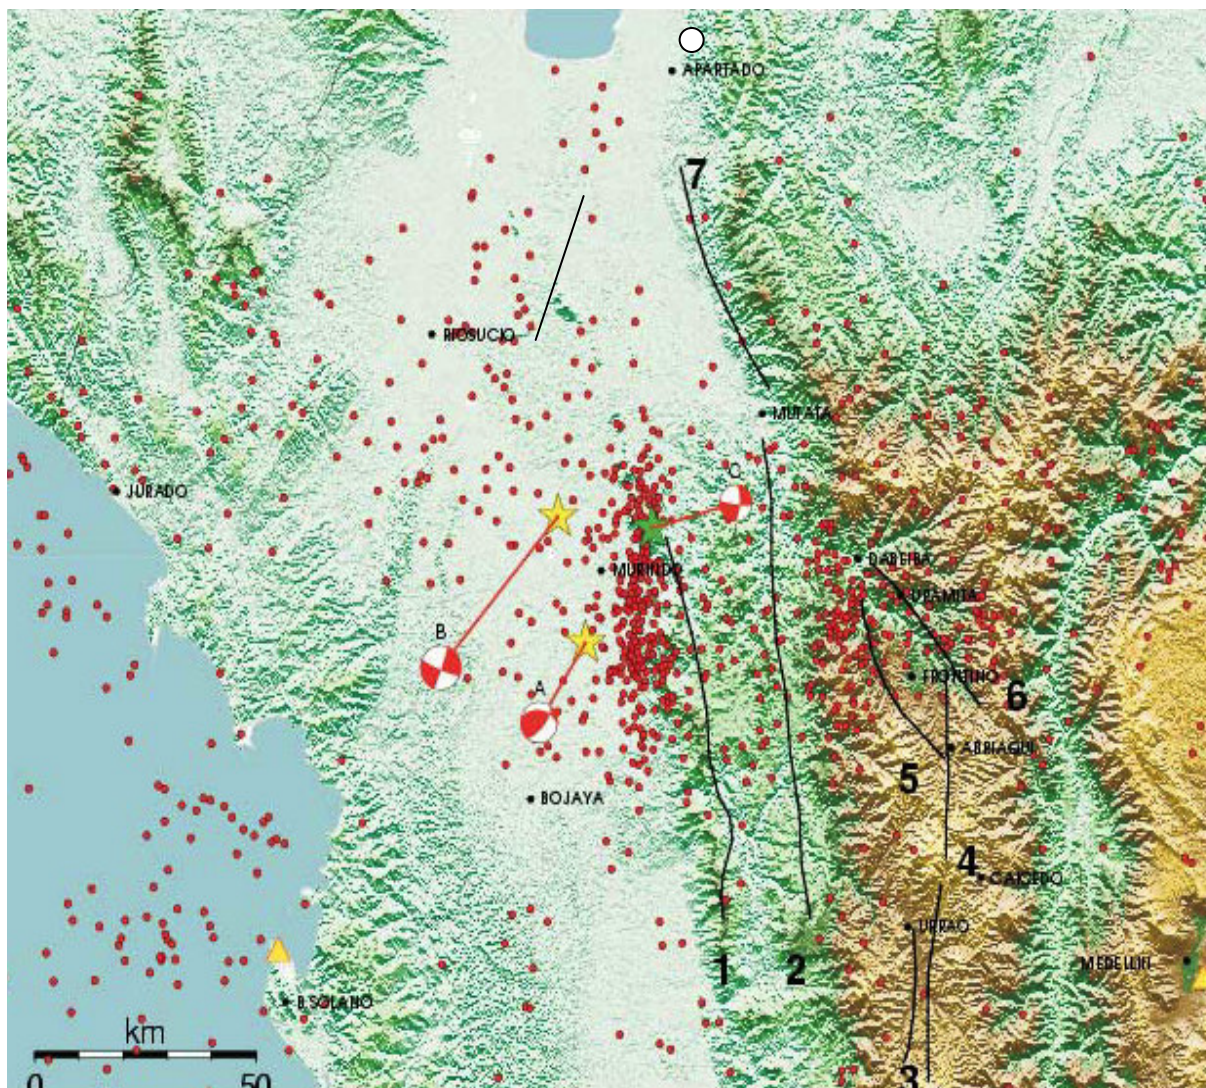 APARTADO
7
RIOSUCIO
MUTATA
C
JURADO
DABEIBA
MURINDO
URAMITA
B
FRONTINO
A
6
ABRIAQUI
5
BOJAYA
4
CAICEDO
URRAO
MEDELLIN
1
2
B.SOLANO
km
0
50
3